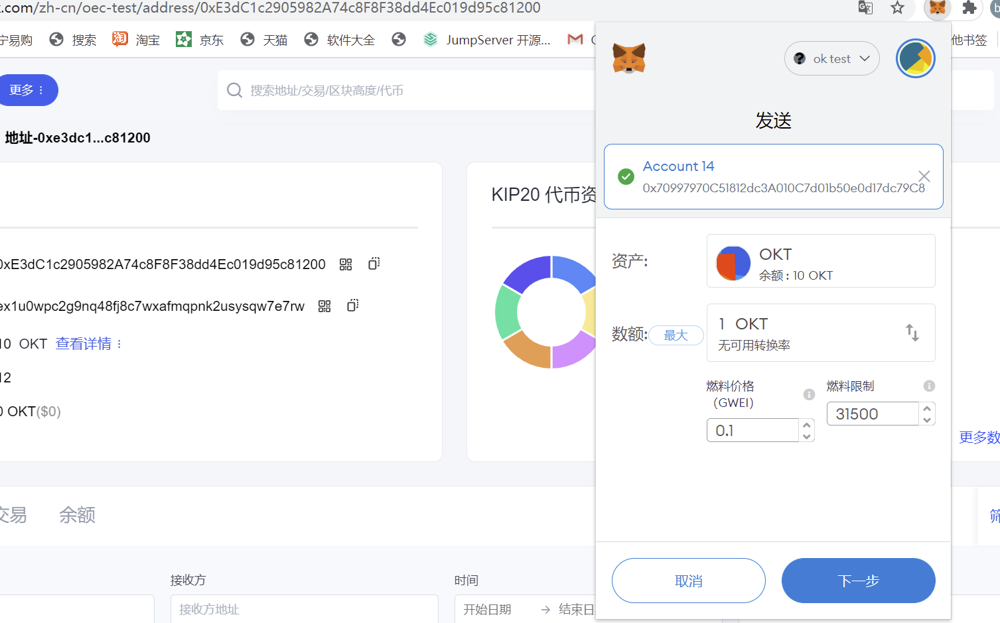 .com/zh-cn/oec-test/address/0xE3dC1c2905982A74c8F8F38dd4Ec019d95c81200
宁易购 搜索 淘宝 京东 天猫 软件大全 JumpServer 开源... 他书签
更多
搜索地址/交易/区块高度/代币
地址-0xe3dc1...c81200
KIP20 代币资
0xE3dC1c2905982A74c8F8F38dd4Ec019d95c81200
ex1u0wpc2g9nq48fj8c7wxafmqpnk2usysqw7e7rw
10 OKT 查看详情
12
0 OKT($0)
更多数
交易 余额
筛
接收方 时间
接收方地址 开始日期 → 结束日
ok test
发送
Account 14
0x70997970C51812dc3A010C7d01b50e0d17dc79C8
资产:
OKT
余额 : 10 OKT
数额:
最大
1 OKT
无可用转换率
燃料价格
（GWEI）
0.1
燃料限制
31500
取消 下一步